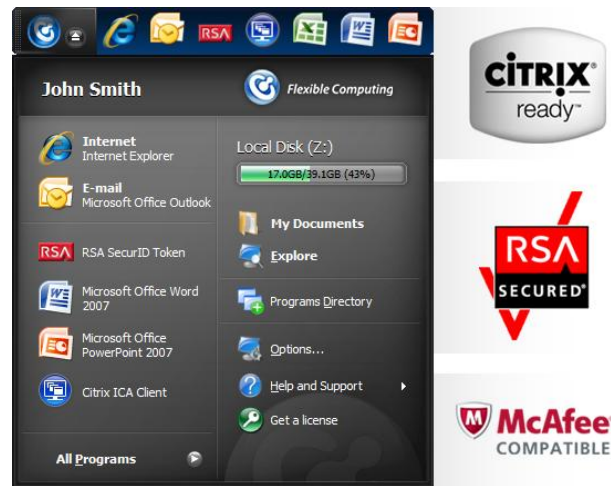 RSA
John Smith
Flexible Computing
Internet
Internet Explorer
E-mail
Microsoft Office Outlook
RSA
RSA SecurID Token
Microsoft Office Word
2007
Microsoft Office
PowerPoint 2007
Citrix ICA Client
All Programs
Local Disk (Z:)
17.0GB/39.1GB (43%)
My Documents
Explore
Programs Directory
Options...
Help and Support
Get a license
CITRIX®
ready™
RSA
SECURED®
McAfee®
COMPATIBLE